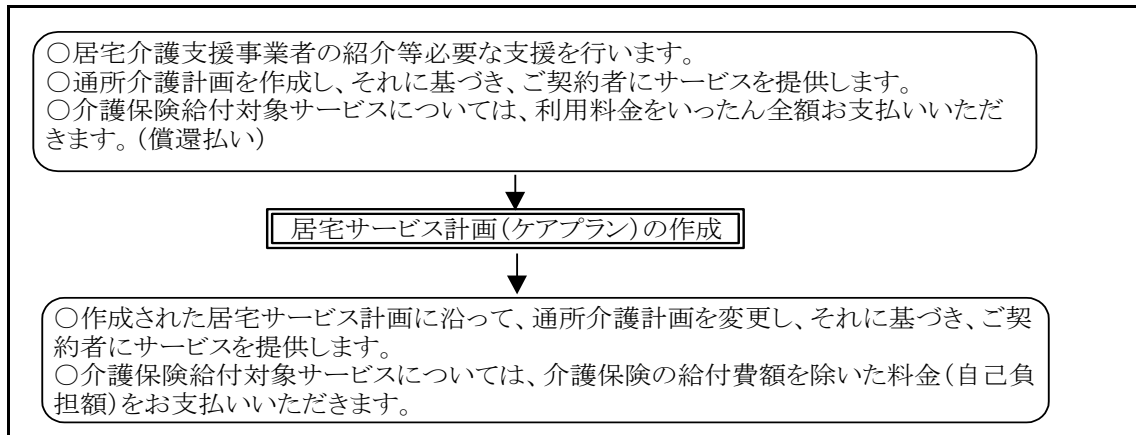 ○居宅介護支援事業者の紹介等必要な支援を行います。
○通所介護計画を作成し、それに基づき、ご契約者にサービスを提供します。
○介護保険給付対象サービスについては、利用料金をいったん全額お支払いいただ
きます。(償還払い)
居宅サービス計画(ケアプラン)の作成
○作成された居宅サービス計画に沿って、通所介護計画を変更し、それに基づき、ご契
約者にサービスを提供します。
○介護保険給付対象サービスについては、介護保険の給付費額を除いた料金(自己負
担額)をお支払いいただきます。